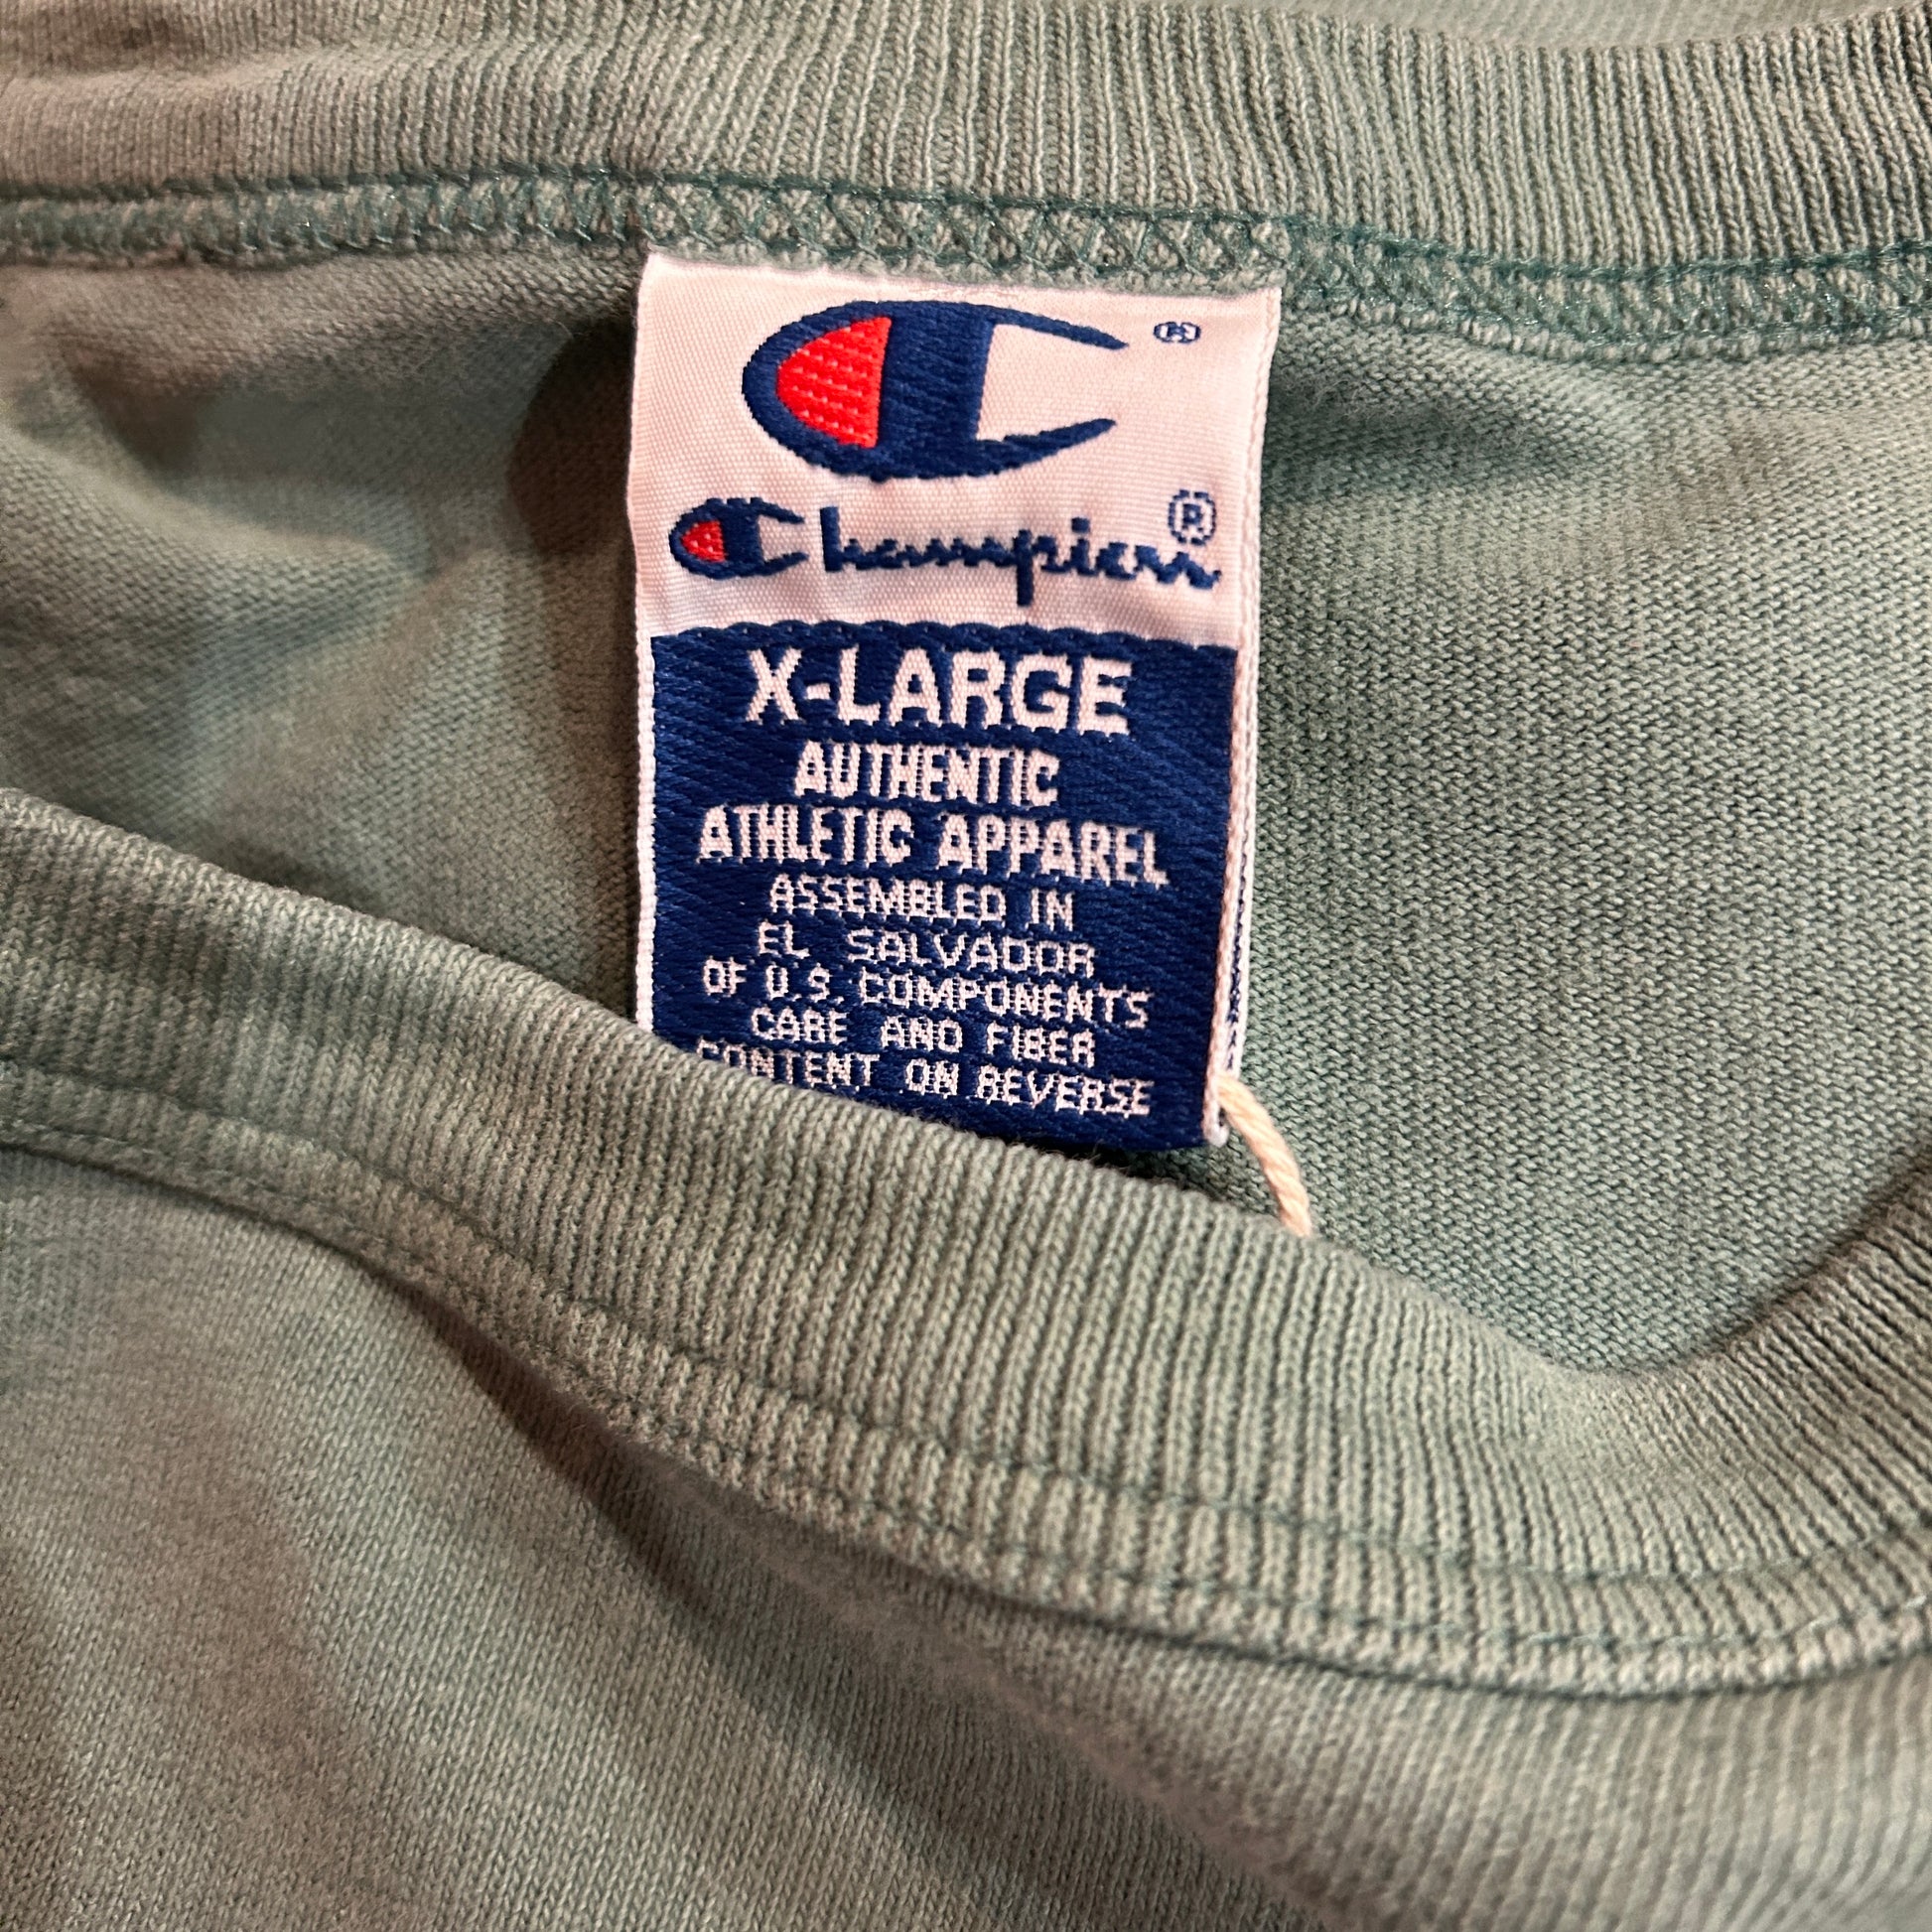 ®
Champion®
X-LARGE
AUTHENTIC
ATHLETIC APPAREL
ASSEMBLED IN
EL SALVADOR
OF U.S. COMPONENTS
CARE AND FIBER
CONTENT ON REVERSE